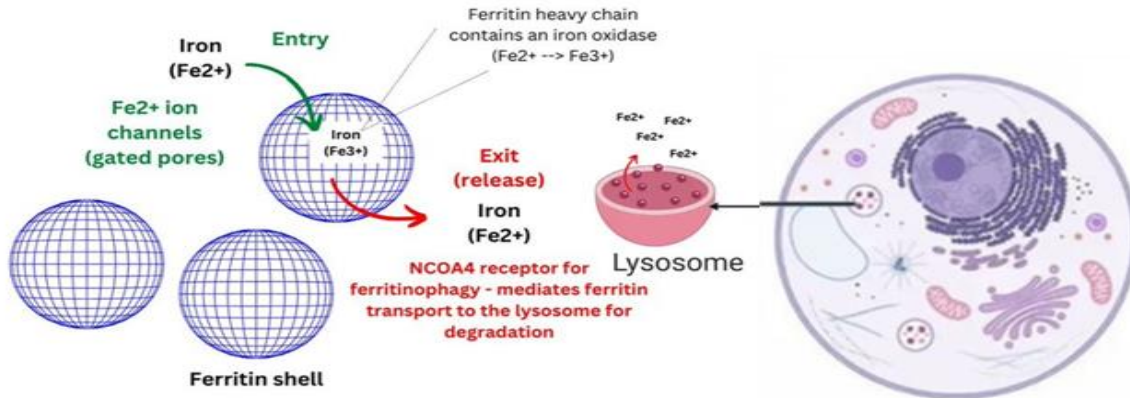 Ferritin heavy chain
contains an iron oxidase
(Fe2+ --> Fe3+)
Entry
Iron
(Fe2+)
Fe2+ ion
channels
(gated pores)
Iron
(Fe3+)
Exit
(release)
Iron
(Fe2+)
NCOA4 receptor for
ferritinophagy - mediates ferritin
transport to the lysosome for
degradation
Ferritin shell
Fe2+
Fe2+
Fe2+
Fe2+
Lysosome